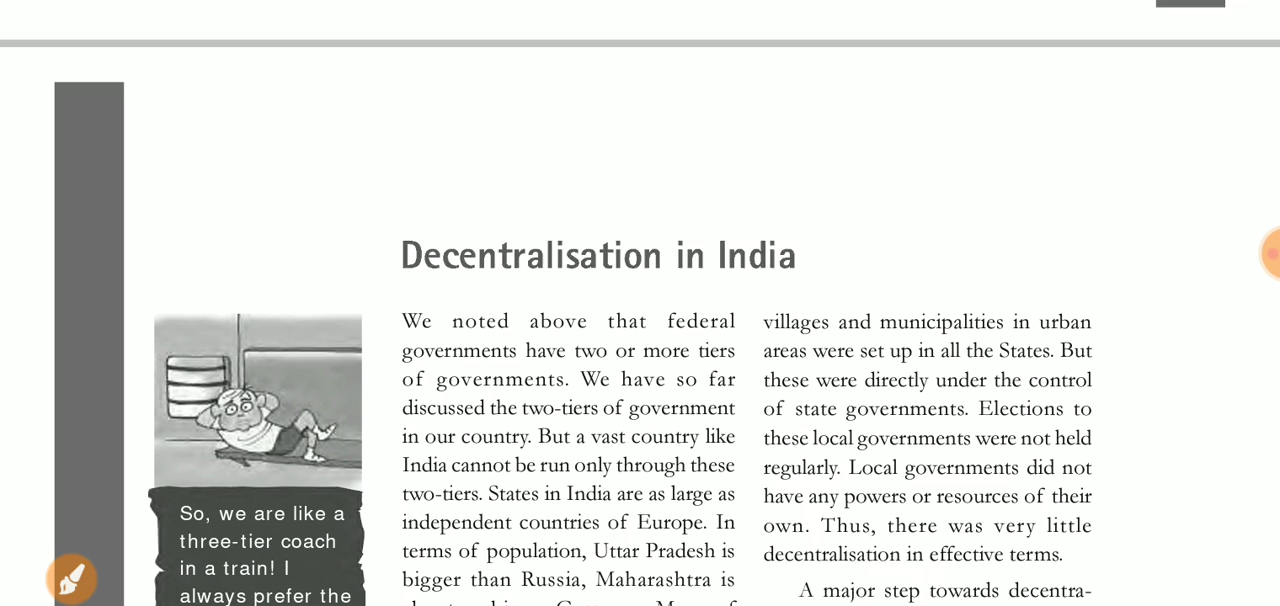 Decentralisation in India
We noted above that federal
governments have two or more tiers
of governments. We have so far
discussed the two-tiers of government
in our country. But a vast country like
India cannot be run only through these
two-tiers. States in India are as large as
independent countries of Europe. In
terms of population, Uttar Pradesh is
bigger than Russia, Maharashtra is
villages and municipalities in urban
areas were set up in all the States. But
these were directly under the control
of state governments. Elections to
these local governments were not held
regularly. Local governments did not
have any powers or resources of their
own. Thus, there was very little
decentralisation in effective terms.
A major step towards decentra-
So, we are like a
three-tier coach
in a train! I
always prefer the